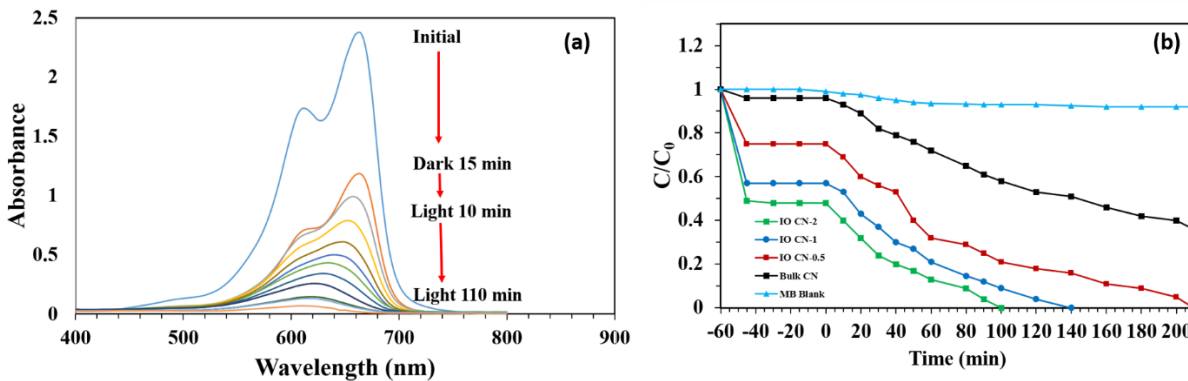 2.5
2
1.5
1
0.5
0
400
500
600
700
800
900
Absorbance
Wavelength (nm)
(a)
Initial
Dark 15 min
Light 10 min
Light 110 min
1.2
1
0.8
0.6
0.4
0.2
0
-60 -40 -20 0 20 40 60 80 100 120 140 160 180 200
C/C0
Time (min)
(b)
IO CN-2
IO CN-1
IO CN-0.5
Bulk CN
MB Blank